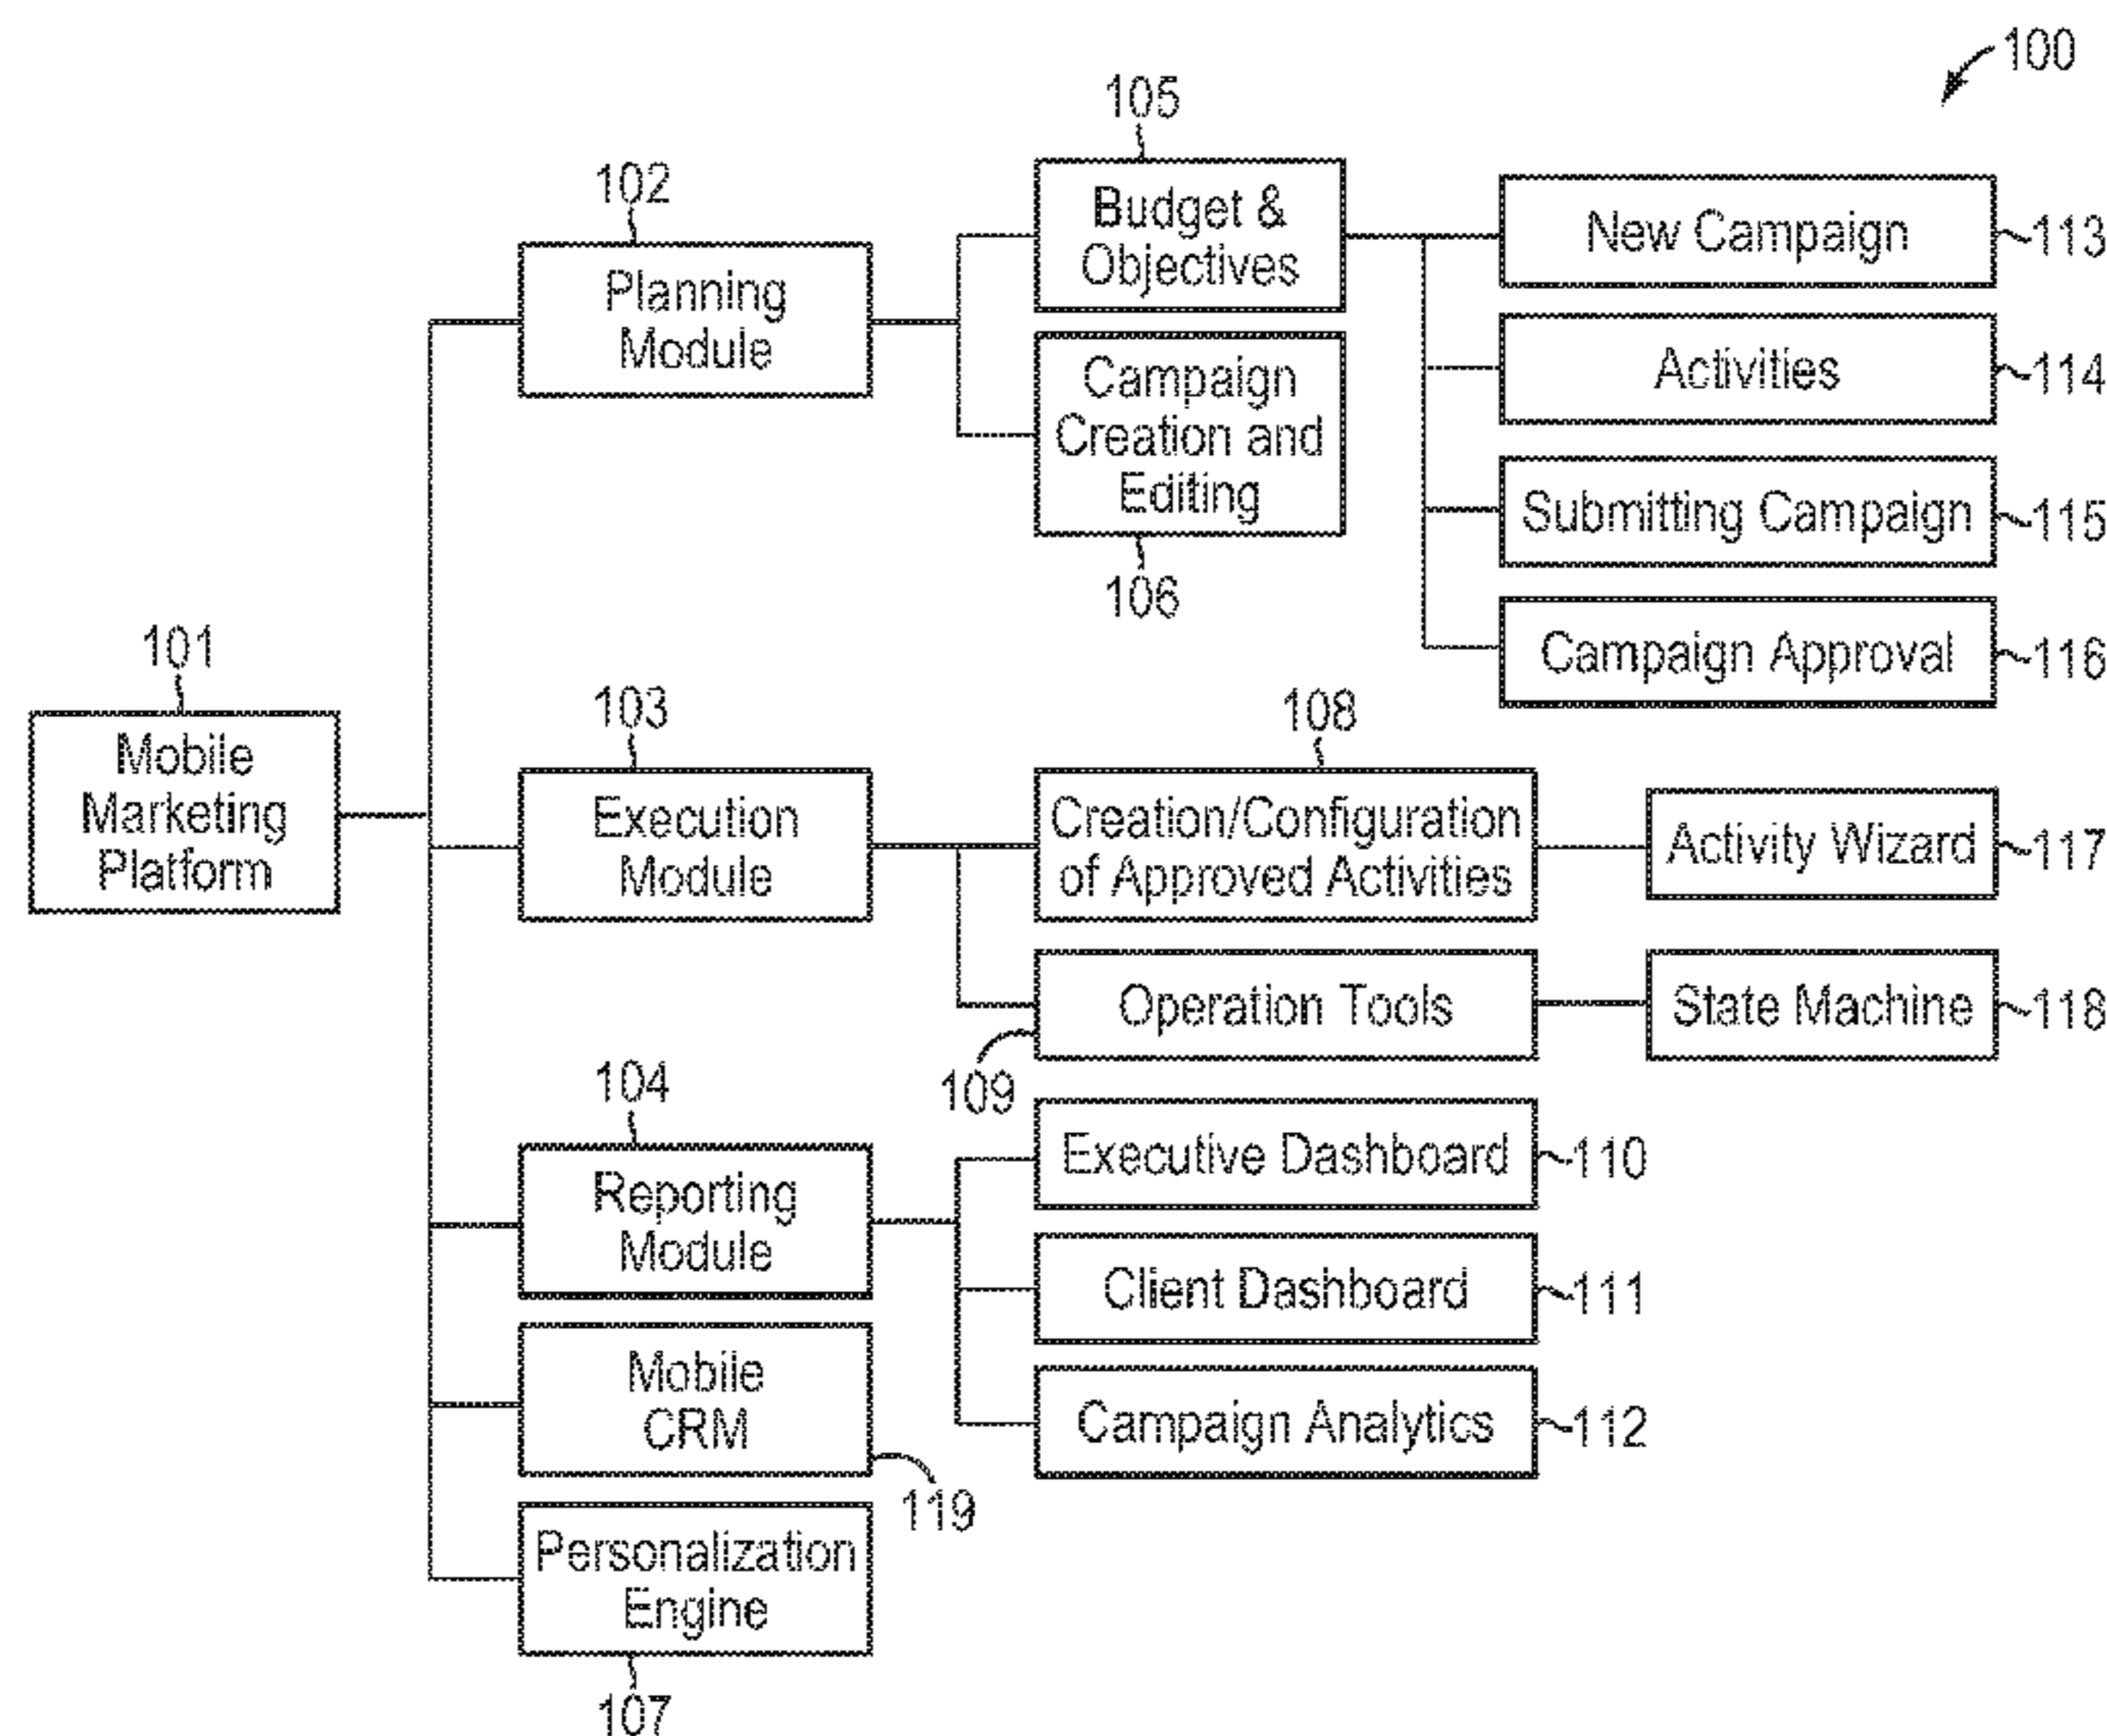 100
105
102
Budget &
Objectives
New Campaign
113
Planning
Module
Activities
114
Campaign
Creation and
Editing
Submitting Campaign
115
106
Campaign Approval
116
101
Mobile
Marketing
Platform
103
Execution
Module
108
Creation/Configuration
of Approved Activities
Activity Wizard
117
Operation Tools
109
State Machine
118
104
Reporting
Module
Executive Dashboard
110
Client Dashboard
111
Campaign Analytics
112
Mobile
CRM
119
Personalization
Engine
107